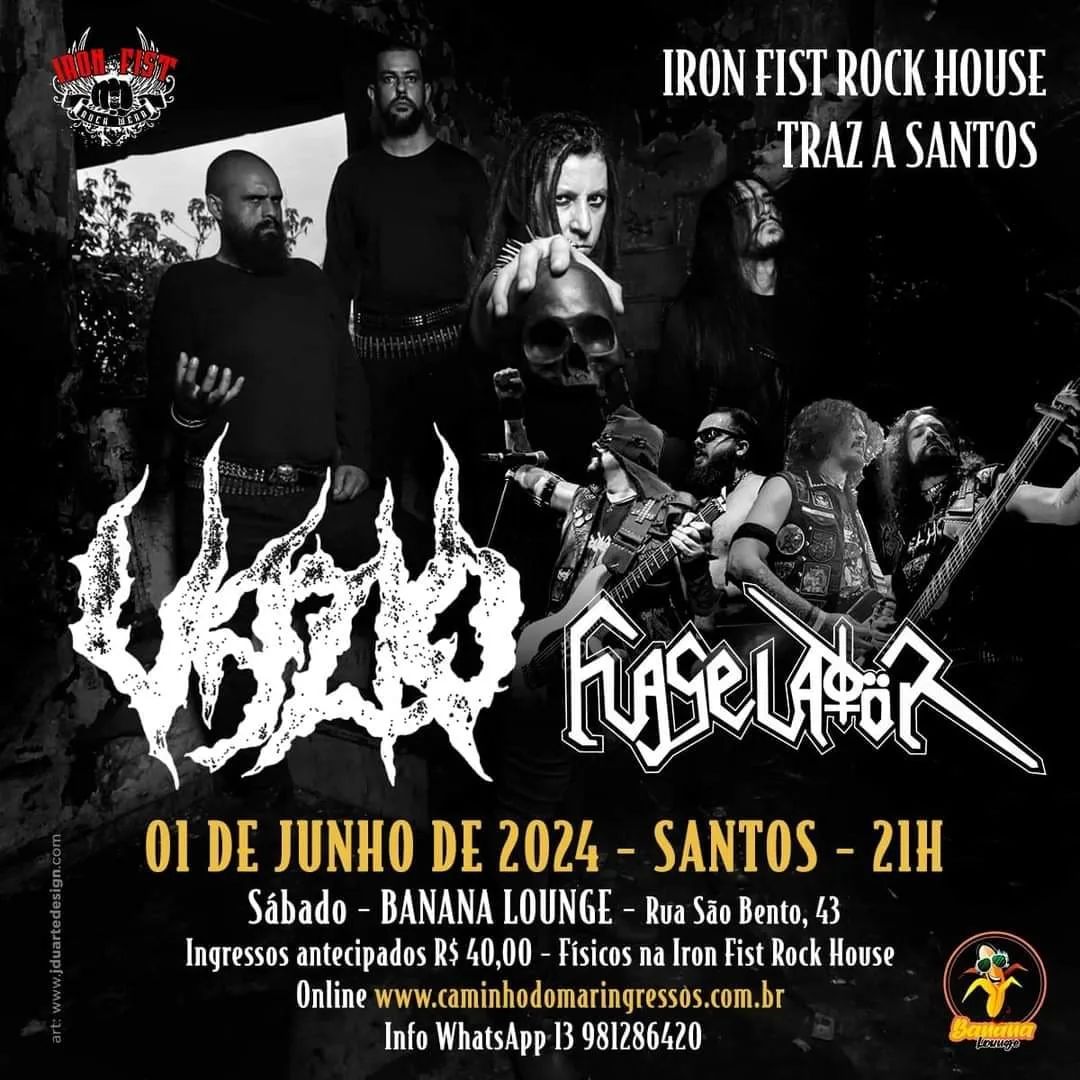 IRON FIST
ROCK WEAR
IRON FIST ROCK HOUSE
TRAZ A SANTOS
VAZIO
FLAGELADÖR
01 DE JUNHO DE 2024 - SANTOS - 21H
Sábado - BANANA LOUNGE - Rua São Bento, 43
Ingressos antecipados R$ 40,00 - Físicos na Iron Fist Rock House
Online www.caminhodomaringressos.com.br
Info WhatsApp 13 981286420
art: www.jduartedesign.com
Banana
Lounge